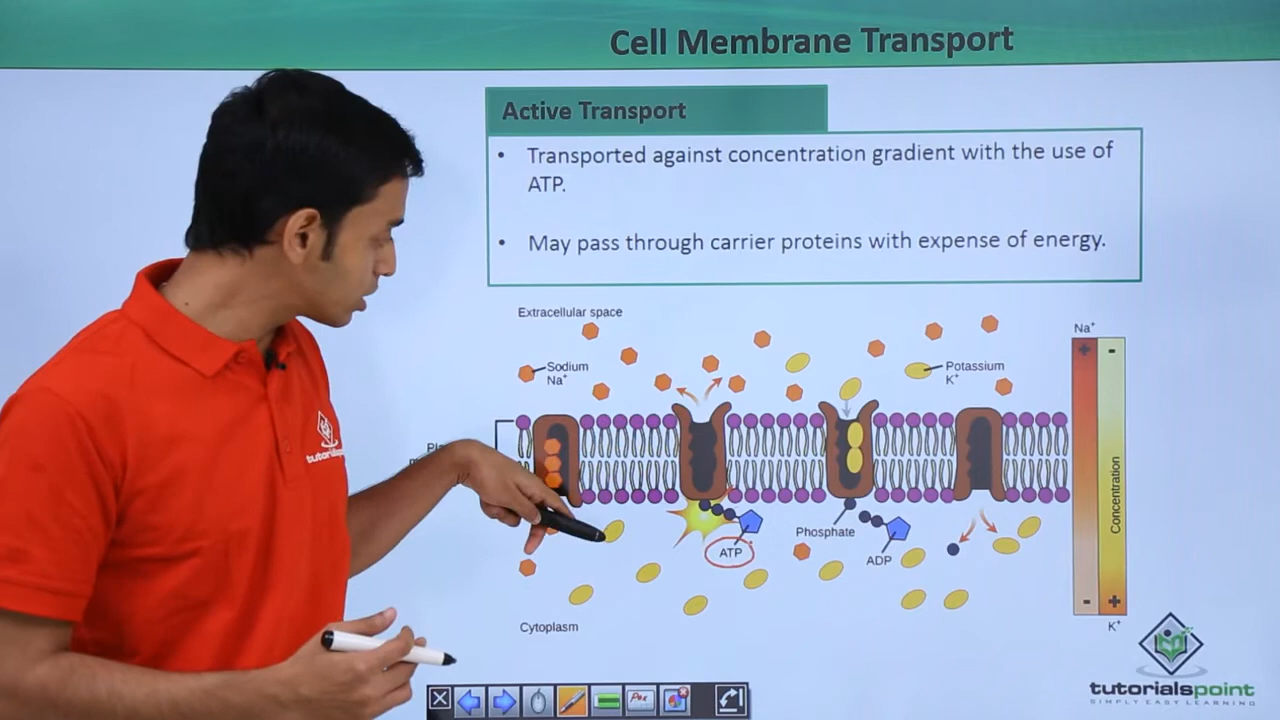 Cell Membrane Transport
Active Transport
• Transported against concentration gradient with the use of
ATP.
• May pass through carrier proteins with expense of energy.
Extracellular space
Sodium
Na+
Potassium
K+
Na+
+ -
Concentration
Phosphate
ATP
ADP
- +
K+
Cytoplasm
tutorialspoint
tutorialspoint
SIMPLY EASY LEARNING